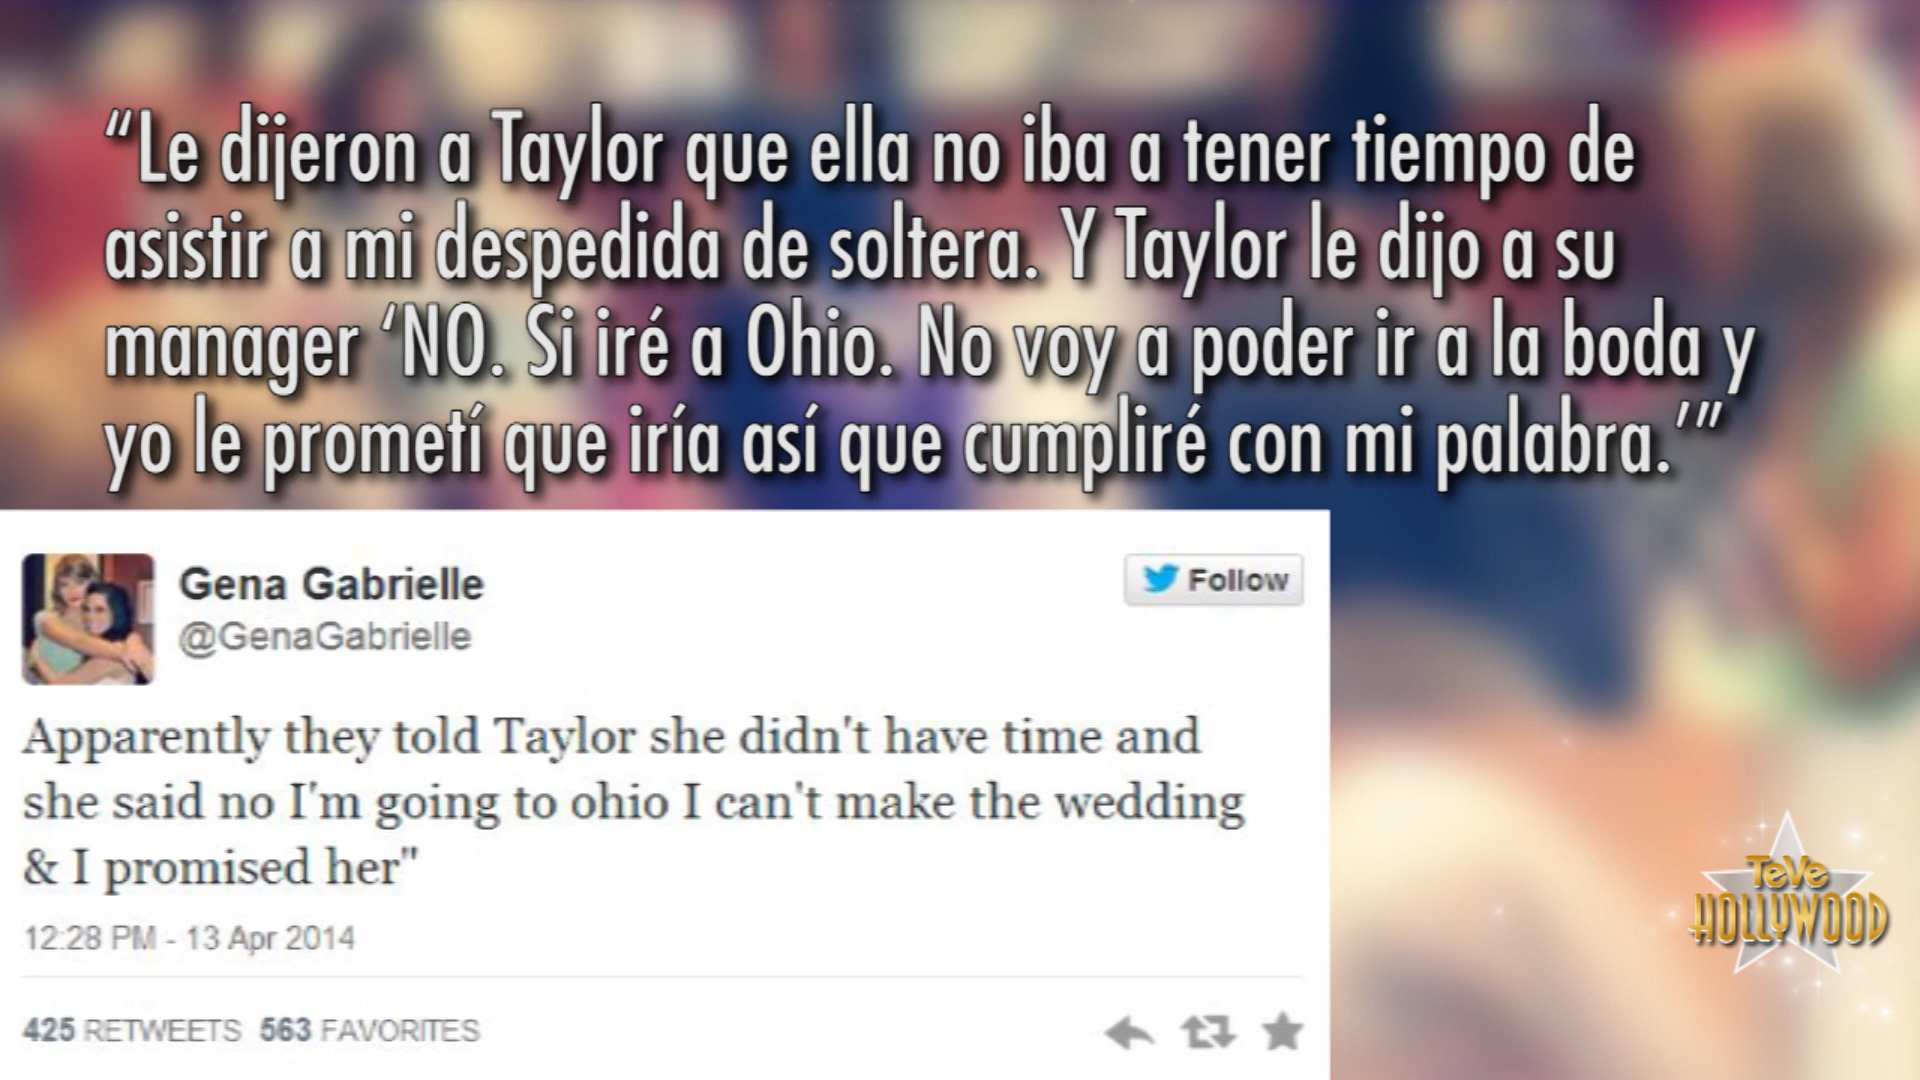 “Le dijeron a Taylor que ella no iba a tener tiempo de
asistir a mi despedida de soltera. Y Taylor le dijo a su
manager ‘NO. Si iré a Ohio. No voy a poder ir a la boda y
yo le prometí que iría así que cumpliré con mi palabra.’”
Gena Gabrielle
@GenaGabrielle
Follow
Apparently they told Taylor she didn't have time and
she said no I'm going to ohio I can't make the wedding
& I promised her"
12:28 PM - 13 Apr 2014
425 RETWEETS 563 FAVORITES
TeVe
HOLLYWOOD